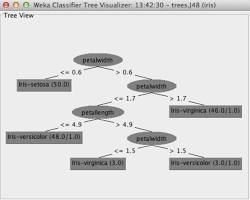 Weka Classifier Tree Visualizer: 13:42:30 - trees.J48 (iris)
Tree View
petalwidth
<= 0.6 > 0.6
Iris-setosa (50.0) petalwidth
<= 1.7 > 1.7
petallength Iris-virginica (46.0/1.0)
<= 4.9 > 4.9
Iris-versicolor (48.0/1.0) petalwidth
<= 1.5 > 1.5
Iris-virginica (3.0) Iris-versicolor (3.0/1.0)